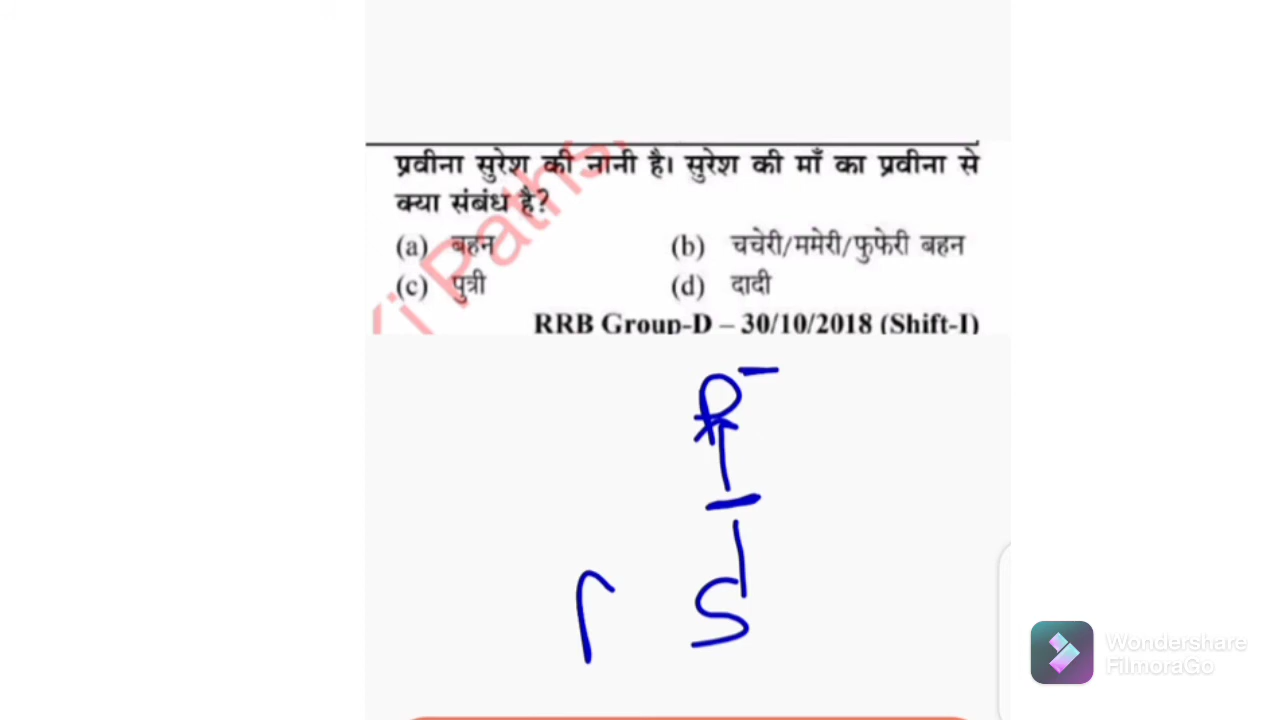 प्रवीना सुरेश की नानी है। सुरेश की माँ का प्रवीना से
क्या संबंध है?
(a) बहन (b) चचेरी/ममेरी/फुफेरी बहन
(c) पुत्री (d) दादी
RRB Group-D – 30/10/2018 (Shift-I)
P
S
Wondershare
FilmoraGo